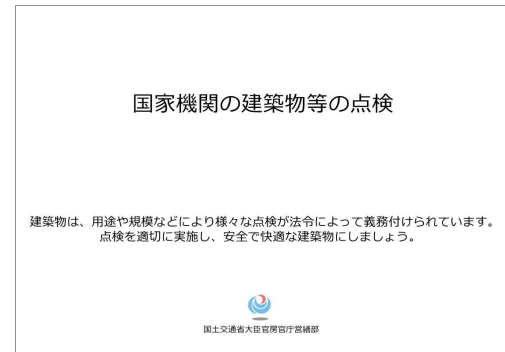 国家機関の建築物等の点検
建築物は、用途や規模などにより様々な点検が法令によって義務付けられています。
点検を適切に実施し、安全で快適な建築物にしましょう。
国土交通省大臣官房官庁営繕部